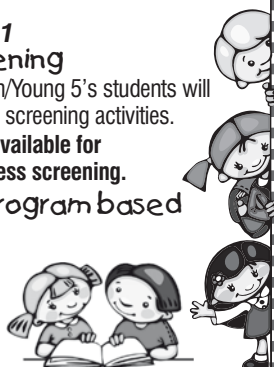 1
ening
n/Young 5's students will
screening activities.
vailable for
ess screening.
rogram based